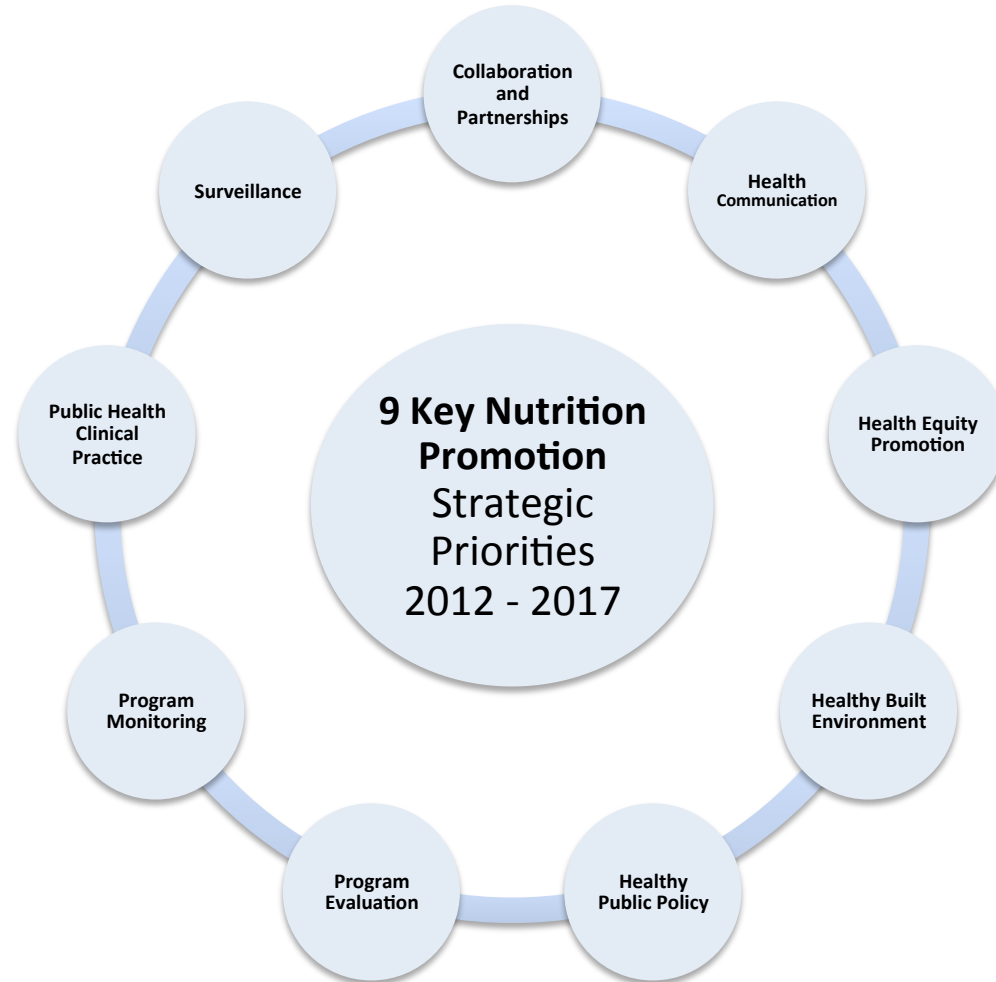 Collaboration
and
Partnerships
Health
Communication
Health Equity
Promotion
Healthy Built
Environment
Healthy
Public Policy
Program
Evaluation
Program
Monitoring
Public Health
Clinical
Practice
Surveillance
9 Key Nutrition
Promotion
Strategic
Priorities
2012 - 2017